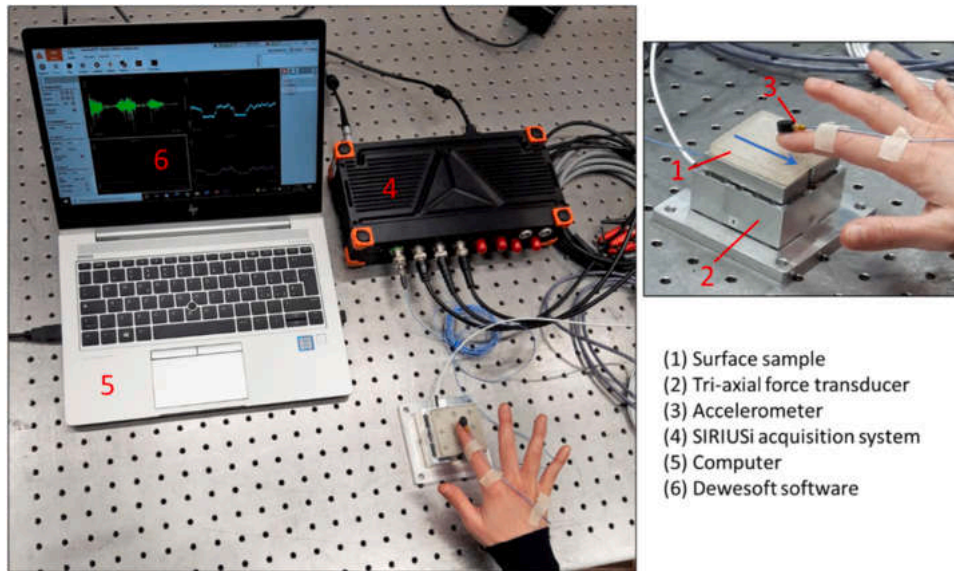 6
4
5
3
1
2
(1) Surface sample
(2) Tri-axial force transducer
(3) Accelerometer
(4) SIRIUSi acquisition system
(5) Computer
(6) Dewesoft software